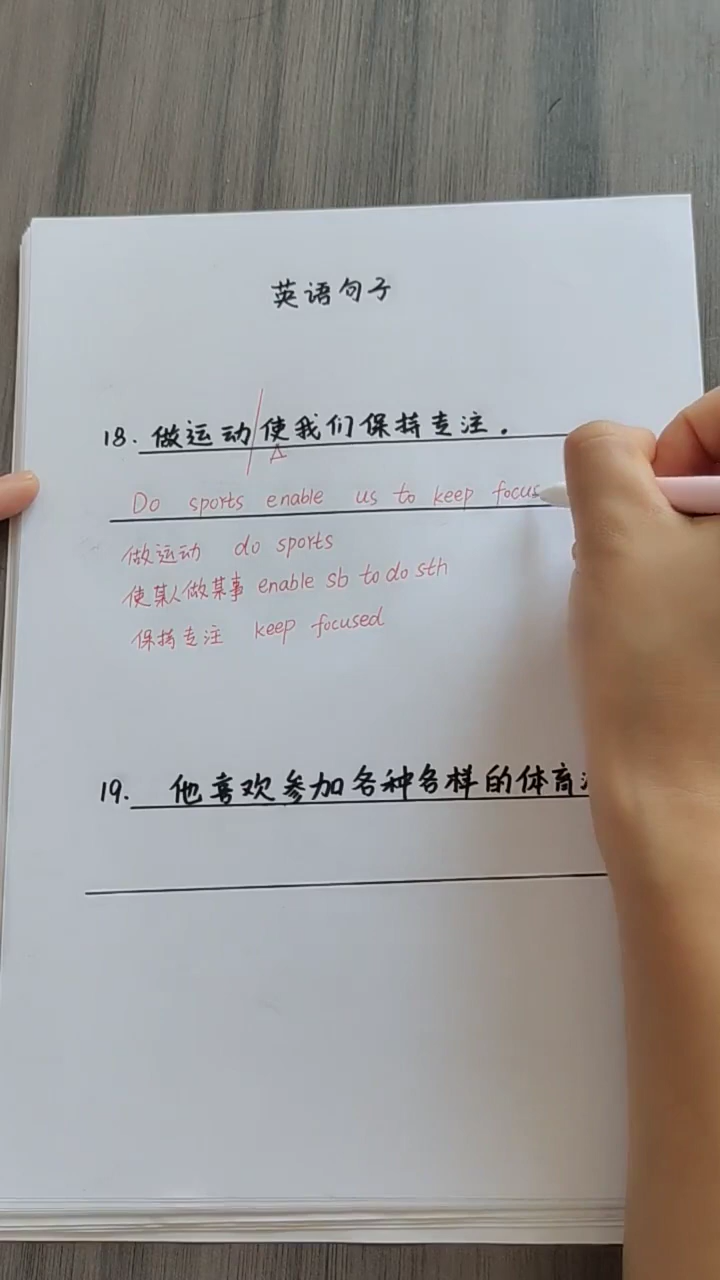 英语句子
18. 做运动使我们保持专注。
Do sports enable us to keep focus
做运动 do sports
使某人做某事 enable sb to do sth
保持专注 keep focused
19. 他喜欢参加各种各样的体育